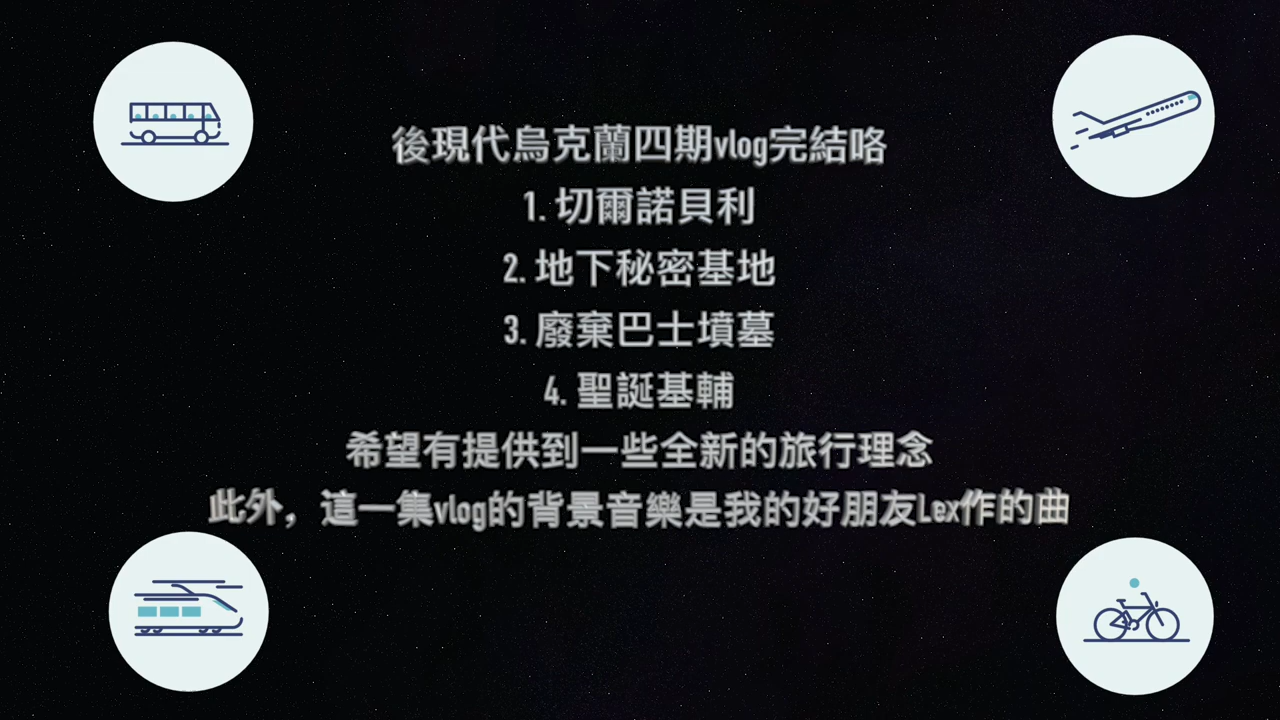 後現代烏克蘭四期vlog完結咯
1. 切爾諾貝利
2. 地下秘密基地
3. 廢棄巴士墳墓
4. 聖誕基輔
希望有提供到一些全新的旅行理念
此外，這一集vlog的背景音樂是我的好朋友Lex作的曲